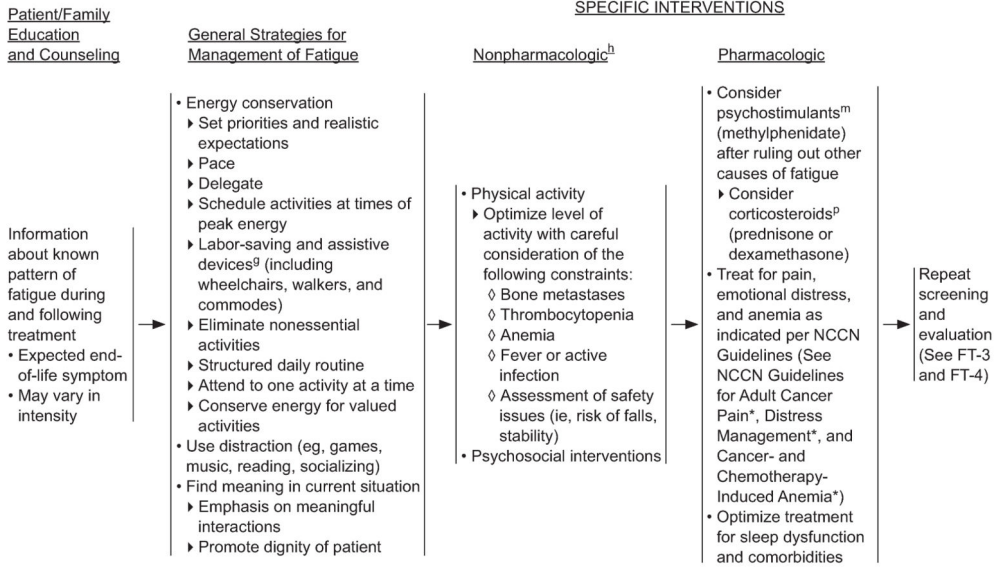 SPECIFIC INTERVENTIONS
Patient/Family
Education
and Counseling
General Strategies for
Management of Fatigue
Nonpharmacologicʰ
Pharmacologic
Information
about known
pattern of
fatigue during
and following
treatment
• Expected end-
of-life symptom
• May vary in
intensity
• Energy conservation
▸ Set priorities and realistic
expectations
▸ Pace
▸ Delegate
▸ Schedule activities at times of
peak energy
▸ Labor-saving and assistive
devicesᵍ (including
wheelchairs, walkers, and
commodes)
▸ Eliminate nonessential
activities
▸ Structured daily routine
▸ Attend to one activity at a time
▸ Conserve energy for valued
activities
• Use distraction (eg, games,
music, reading, socializing)
• Find meaning in current situation
▸ Emphasis on meaningful
interactions
▸ Promote dignity of patient
• Physical activity
▸ Optimize level of
activity with careful
consideration of the
following constraints:
◊ Bone metastases
◊ Thrombocytopenia
◊ Anemia
◊ Fever or active
infection
◊ Assessment of safety
issues (ie, risk of falls,
stability)
• Psychosocial interventions
• Consider
psychostimulantsᵐ
(methylphenidate)
after ruling out other
causes of fatigue
▸ Consider
corticosteroidsᵖ
(prednisone or
dexamethasone)
• Treat for pain,
emotional distress,
and anemia as
indicated per NCCN
Guidelines (See
NCCN Guidelines
for Adult Cancer
Pain*, Distress
Management*, and
Cancer- and
Chemotherapy-
Induced Anemia*)
• Optimize treatment
for sleep dysfunction
and comorbidities
Repeat
screening
and
evaluation
(See FT-3
and FT-4)